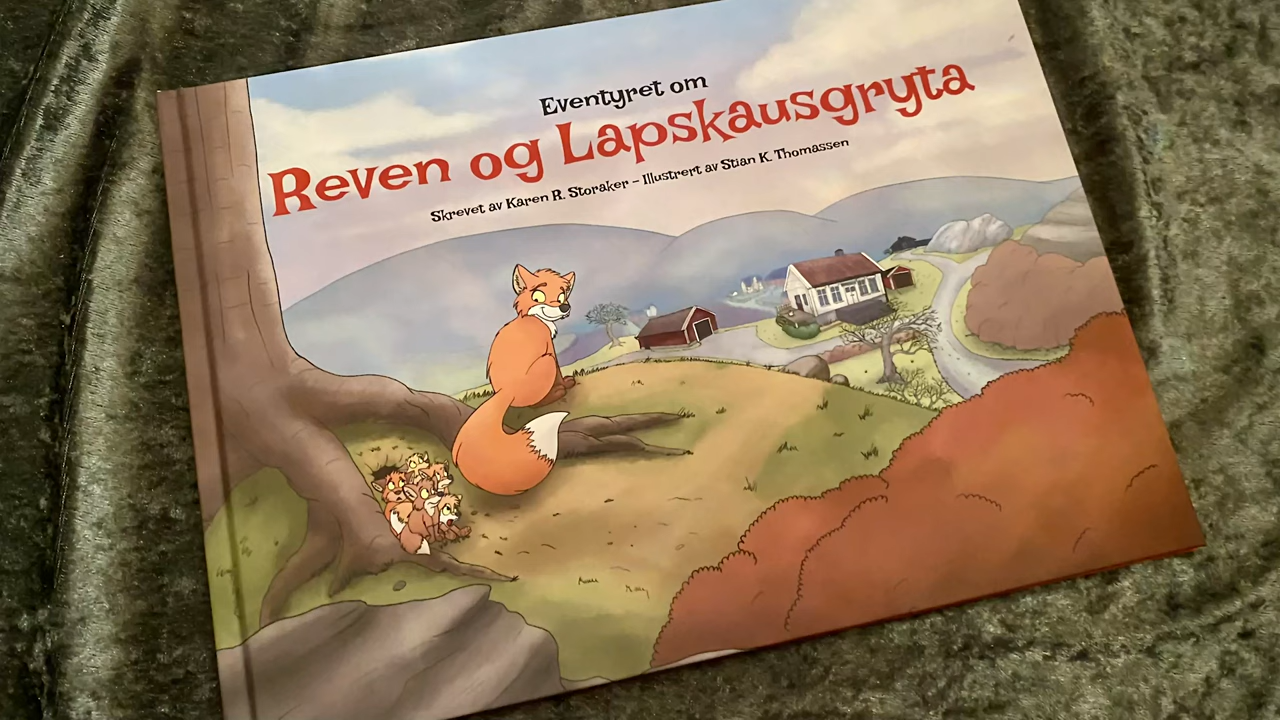 Eventyret om
Reven og Lapskausgryta
Skrevet av Karen R. Storaker – Illustrert av Stian K. Thomassen